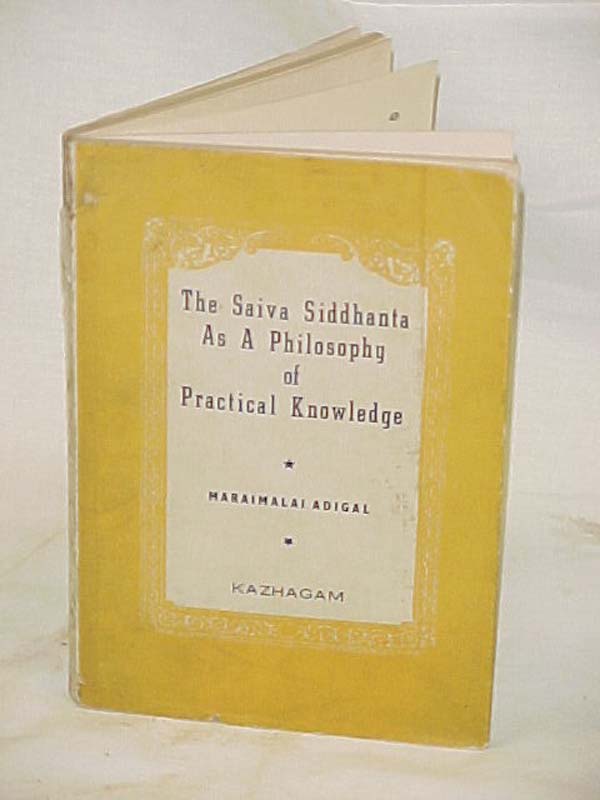 The Saiva Siddhanta
As A Philosophy
of
Practical Knowledge
MARAIMALAI ADIGAL
KAZHAGAM